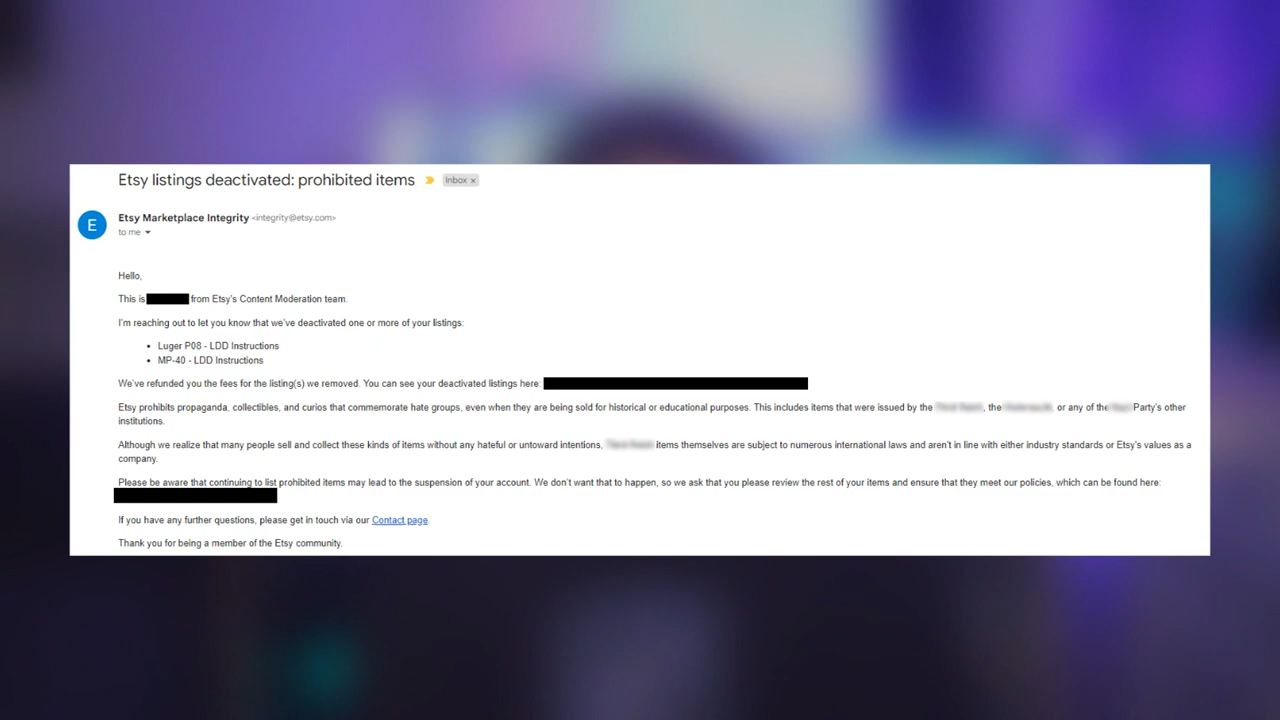 Etsy listings deactivated: prohibited items Inbox ×
E
Etsy Marketplace Integrity <integrity@etsy.com>
to me
Hello,
This is from Etsy's Content Moderation team.
I'm reaching out to let you know that we've deactivated one or more of your listings:
• Luger P08 - LDD Instructions
• MP-40 - LDD Instructions
We've refunded you the fees for the listing(s) we removed. You can see your deactivated listings here:
Etsy prohibits propaganda, collectibles, and curios that commemorate hate groups, even when they are being sold for historical or educational purposes. This includes items that were issued by the , the , or any of the Party's other
institutions.
Although we realize that many people sell and collect these kinds of items without any hateful or untoward intentions, items themselves are subject to numerous international laws and aren't in line with either industry standards or Etsy's values as a
company.
Please be aware that continuing to list prohibited items may lead to the suspension of your account. We don't want that to happen, so we ask that you please review the rest of your items and ensure that they meet our policies, which can be found here:
If you have any further questions, please get in touch via our Contact page.
Thank you for being a member of the Etsy community.